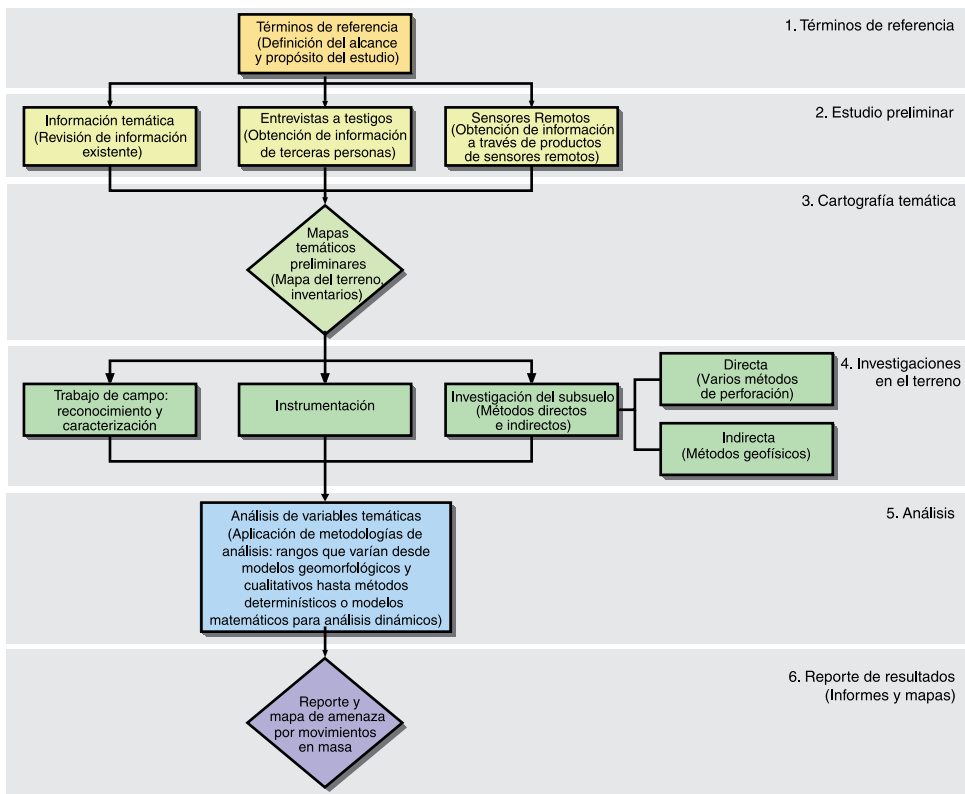 Términos de referencia
(Definición del alcance
y propósito del estudio)
1. Términos de referencia
Información temática
(Revisión de información
existente)
Entrevistas a testigos
(Obtención de información
de terceras personas)
Sensores Remotos
(Obtención de información
a través de productos
de sensores remotos)
2. Estudio preliminar
3. Cartografía temática
Mapas
temáticos
preliminares
(Mapa del terreno,
inventarios)
4. Investigaciones
en el terreno
Trabajo de campo:
reconocimiento y
caracterización
Instrumentación
Investigación del subsuelo
(Métodos directos
e indirectos)
Directa
(Varios métodos
de perforación)
Indirecta
(Métodos geofísicos)
5. Análisis
Análisis de variables temáticas
(Aplicación de metodologías de
análisis: rangos que varían desde
modelos geomorfológicos y
cualitativos hasta métodos
determinísticos o modelos
matemáticos para análisis dinámicos)
6. Reporte de resultados
(Informes y mapas)
Reporte y
mapa de amenaza
por movimientos
en masa